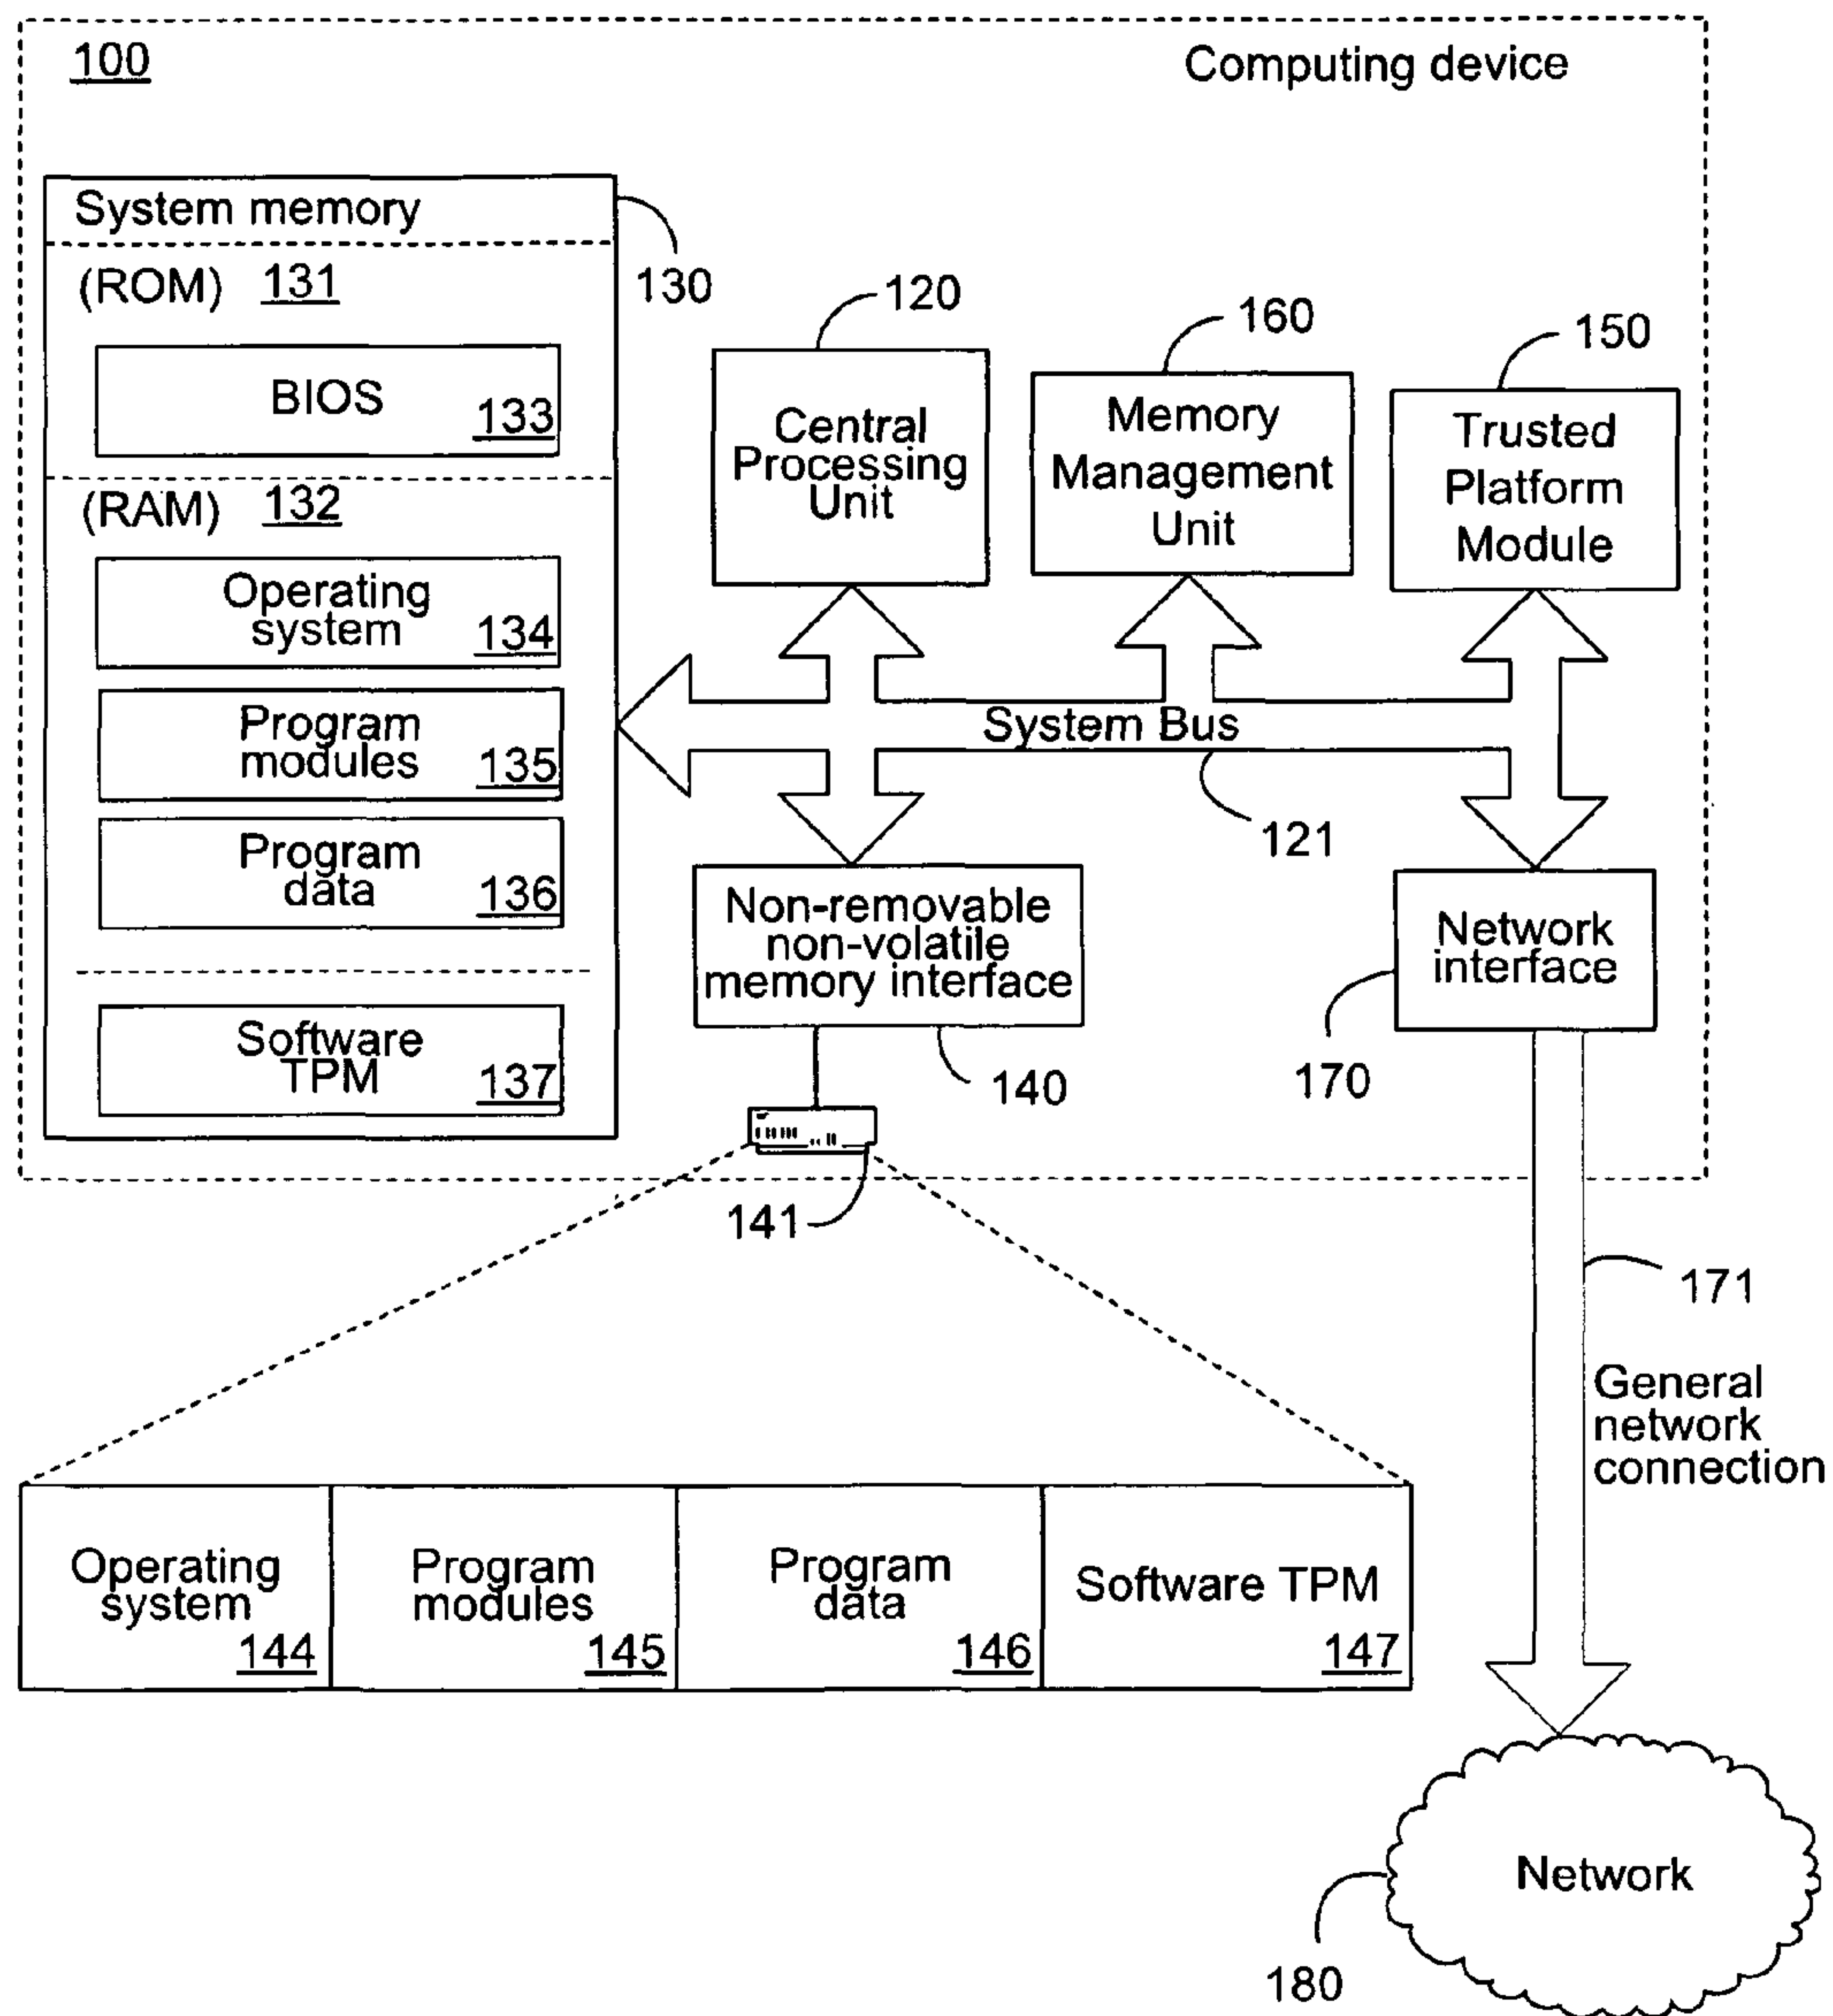 100
Computing device
System memory
130
(ROM) 131
BIOS
133
(RAM) 132
Operating
system
134
Program
modules
135
Program
data
136
Software
TPM
137
120
Central
Processing
Unit
160
Memory
Management
Unit
150
Trusted
Platform
Module
System Bus
121
Non-removable
non-volatile
memory interface
140
141
Network
interface
170
171
General
network
connection
Operating
system
144
Program
modules
145
Program
data
146
Software TPM
147
Network
180